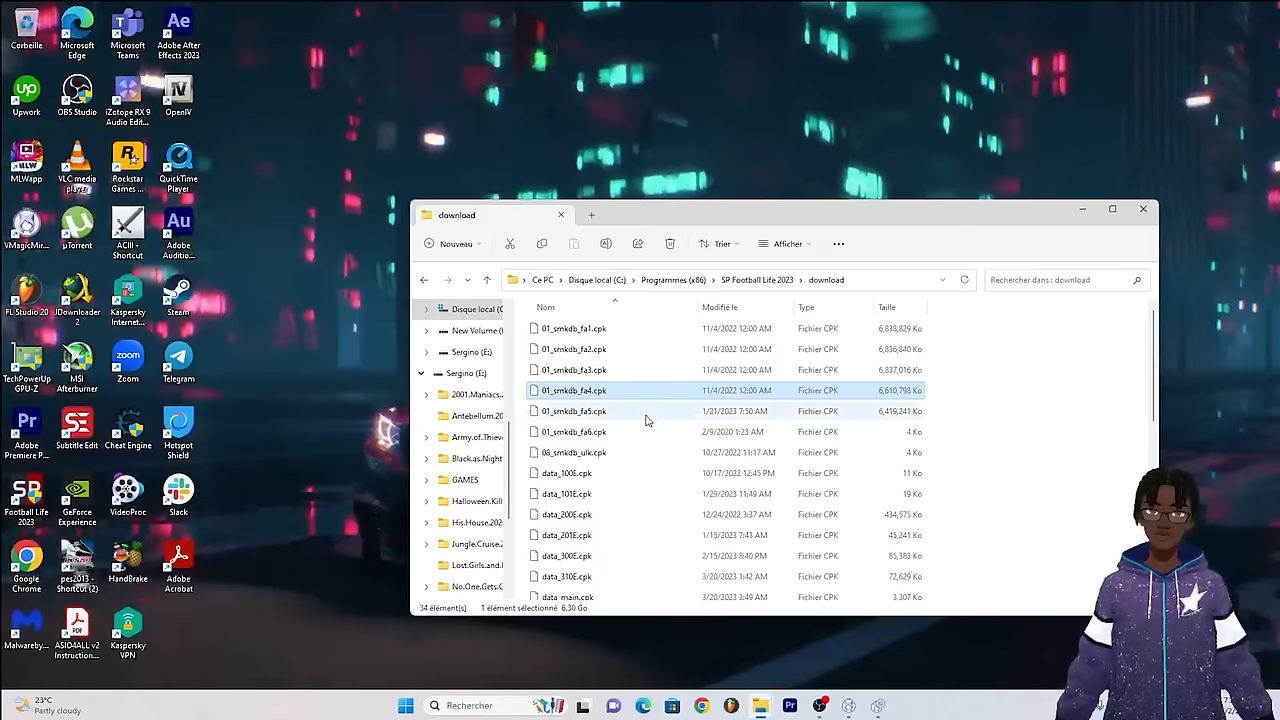 Corbeille
Microsoft Edge
Microsoft Teams
Adobe After Effects 2023
Upwork
OBS Studio
iZotope RX 9 Audio Edit...
OpenIV
MLWapp
VLC media player
Rockstar Games ...
QuickTime Player
VMagicMir...
µTorrent
ACIII - Shortcut
Adobe Auditio...
FL Studio 20
JDownloader 2
Kaspersky Internet...
Steam
TechPowerUp GPU-Z
MSI Afterburner
Zoom
Telegram
Adobe Premiere P...
Subtitle Edit
Cheat Engine
Hotspot Shield
Football Life 2023
GeForce Experience
VideoProc
Slack
Google Chrome
pes2013 - Shortcut (2)
HandBrake
Adobe Acrobat
Malwareby...
ASIO4ALL v2 Instruction...
Kaspersky VPN
download
Nouveau
Trier
Afficher
Ce PC > Disque local (C:) > Programmes (x86) > SP Football Life 2023 > download
Rechercher dans : download
Nom Modifié le Type Taille
Disque local (C
New Volume (
Sergino (E:)
Sergino (E:)
2001.Maniacs..
Antebellum.20
Army.of.Thiev
Black.as.Night
GAMES
Halloween.Kill
His.House.202
Jungle.Cruise.2
Lost.Girls.and.
No.One.Gets.C
01_smkdb_fa1.cpk 11/4/2022 12:00 AM Fichier CPK 6,838,829 Ko
01_smkdb_fa2.cpk 11/4/2022 12:00 AM Fichier CPK 6,836,840 Ko
01_smkdb_fa3.cpk 11/4/2022 12:00 AM Fichier CPK 6,837,016 Ko
01_smkdb_fa4.cpk 11/4/2022 12:00 AM Fichier CPK 6,610,798 Ko
01_smkdb_fa5.cpk 1/21/2023 7:50 AM Fichier CPK 6,419,241 Ko
01_smkdb_fa6.cpk 2/9/2020 1:23 AM Fichier CPK 4 Ko
08_smkdb_ulk.cpk 10/27/2022 11:17 AM Fichier CPK 4 Ko
data_100E.cpk 10/17/2022 12:45 PM Fichier CPK 11 Ko
data_101E.cpk 1/29/2023 11:49 AM Fichier CPK 19 Ko
data_200E.cpk 12/24/2022 3:37 AM Fichier CPK 434,575 Ko
data_201E.cpk 1/15/2023 7:43 AM Fichier CPK 45,241 Ko
data_300E.cpk 2/15/2023 8:40 PM Fichier CPK 85,383 Ko
data_310E.cpk 3/20/2023 1:42 AM Fichier CPK 72,629 Ko
data_main.cpk 3/20/2023 3:49 AM Fichier CPK 3,307 Ko
34 élément(s) 1 élément sélectionné 6.30 Go
23°C
Partly cloudy
Rechercher